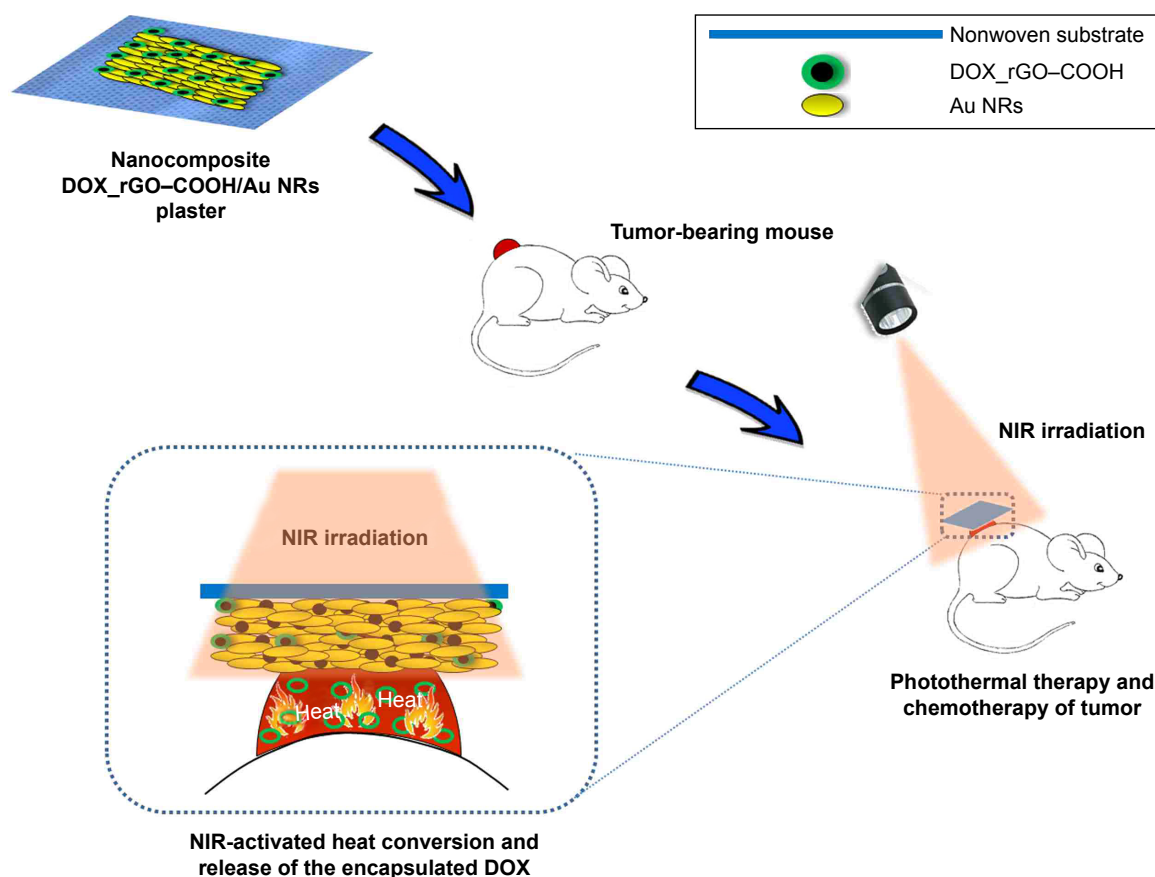 Nonwoven substrate
DOX_rGO–COOH
Au NRs
Nanocomposite
DOX_rGO–COOH/Au NRs
plaster
Tumor-bearing mouse
NIR irradiation
NIR irradiation
Heat
Heat
Photothermal therapy and
chemotherapy of tumor
NIR-activated heat conversion and
release of the encapsulated DOX